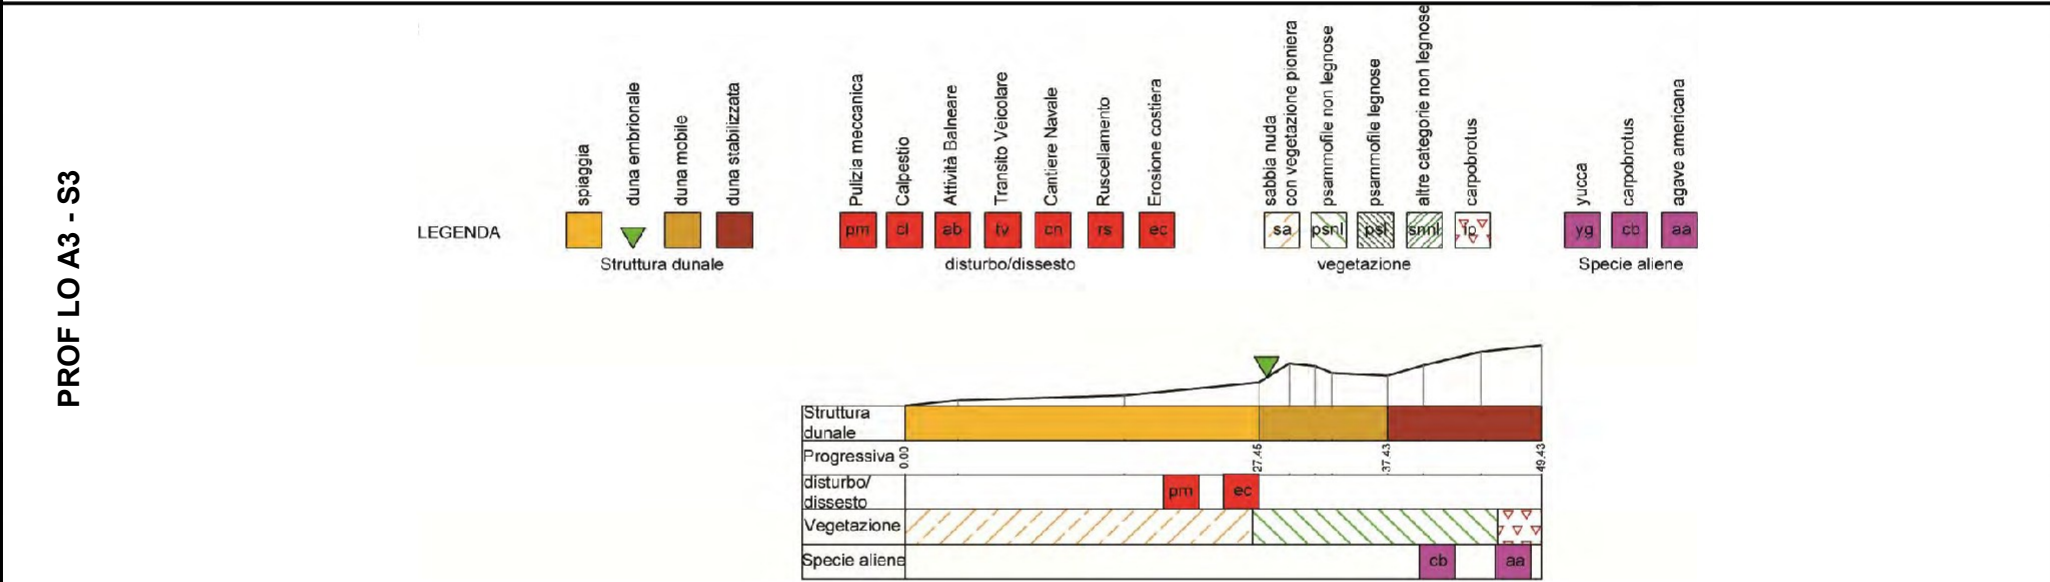 PROF LO A3 - S3
LEGENDA
spiaggia
duna embrionale
duna mobile
duna stabilizzata
Struttura dunale
Pulizia meccanica
Calpestio
Attività Balneare
Transito Veicolare
Cantiere Navale
Ruscellamento
Erosione costiera
pm
cl
ab
tv
cn
rs
ec
disturbo/dissesto
sabbia nuda
con vegetazione pioniera
psammofile non legnose
psammofile legnose
altre categorie non legnose
carpobrotus
sa
psnl
psl
snnl
ip
vegetazione
yucca
carpobrotus
agave americana
yg
cb
aa
Specie aliene
Struttura
dunale
Progressiva
0.00
27.45
37.43
49.43
disturbo/
dissesto
pm
ec
Vegetazione
Specie aliene
cb
aa